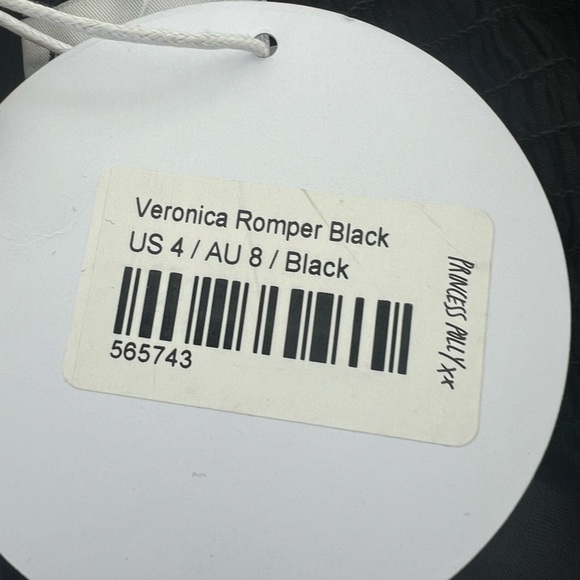 Veronica Romper Black
US 4 / AU 8 / Black
565743
PRINCESS POLLY xx